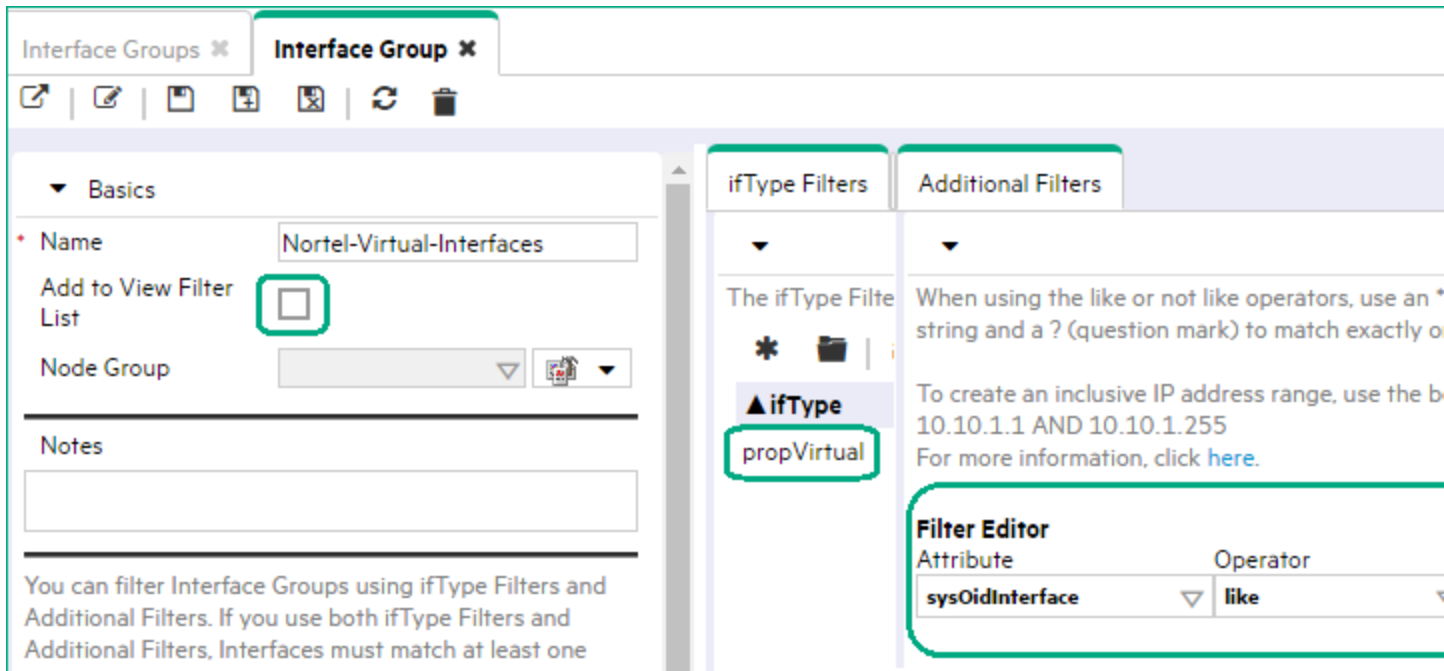 Interface Groups
Interface Group
Basics
* Name
Nortel-Virtual-Interfaces
Add to View Filter
List
Node Group
Notes
You can filter Interface Groups using ifType Filters and
Additional Filters. If you use both ifType Filters and
Additional Filters, Interfaces must match at least one
ifType Filters
The ifType Filte
ifType
propVirtual
Additional Filters
When using the like or not like operators, use an *
string and a ? (question mark) to match exactly
To create an inclusive IP address range, use the
10.10.1.1 AND 10.10.1.255
For more information, click here.
Filter Editor
Attribute
Operator
sysOidInterface
like